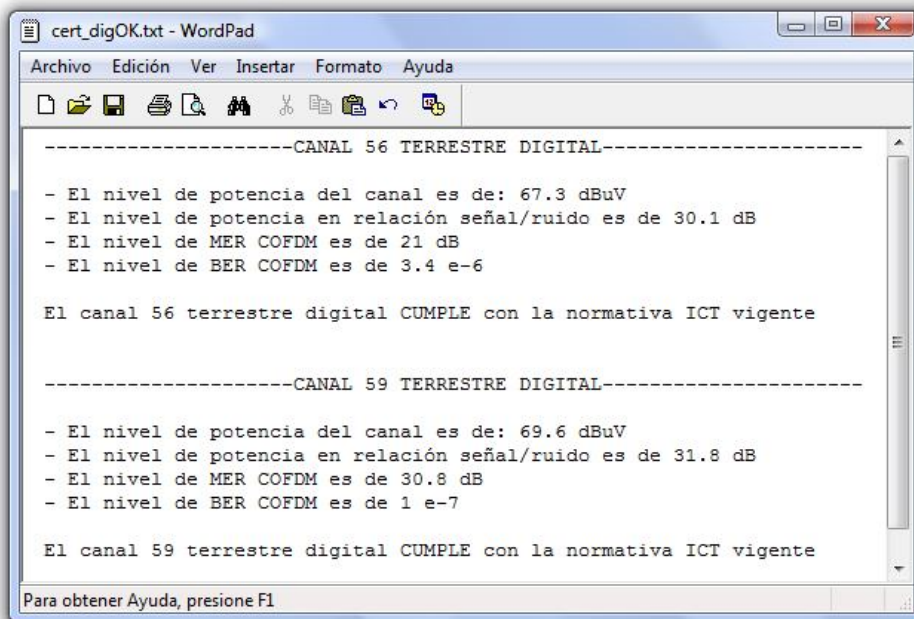 cert_digOK.txt - WordPad
Archivo Edición Ver Insertar Formato Ayuda
---------------------CANAL 56 TERRESTRE DIGITAL----------------------
- El nivel de potencia del canal es de: 67.3 dBuV
- El nivel de potencia en relación señal/ruido es de 30.1 dB
- El nivel de MER COFDM es de 21 dB
- El nivel de BER COFDM es de 3.4 e-6
El canal 56 terrestre digital CUMPLE con la normativa ICT vigente
---------------------CANAL 59 TERRESTRE DIGITAL----------------------
- El nivel de potencia del canal es de: 69.6 dBuV
- El nivel de potencia en relación señal/ruido es de 31.8 dB
- El nivel de MER COFDM es de 30.8 dB
- El nivel de BER COFDM es de 1 e-7
El canal 59 terrestre digital CUMPLE con la normativa ICT vigente
Para obtener Ayuda, presione F1